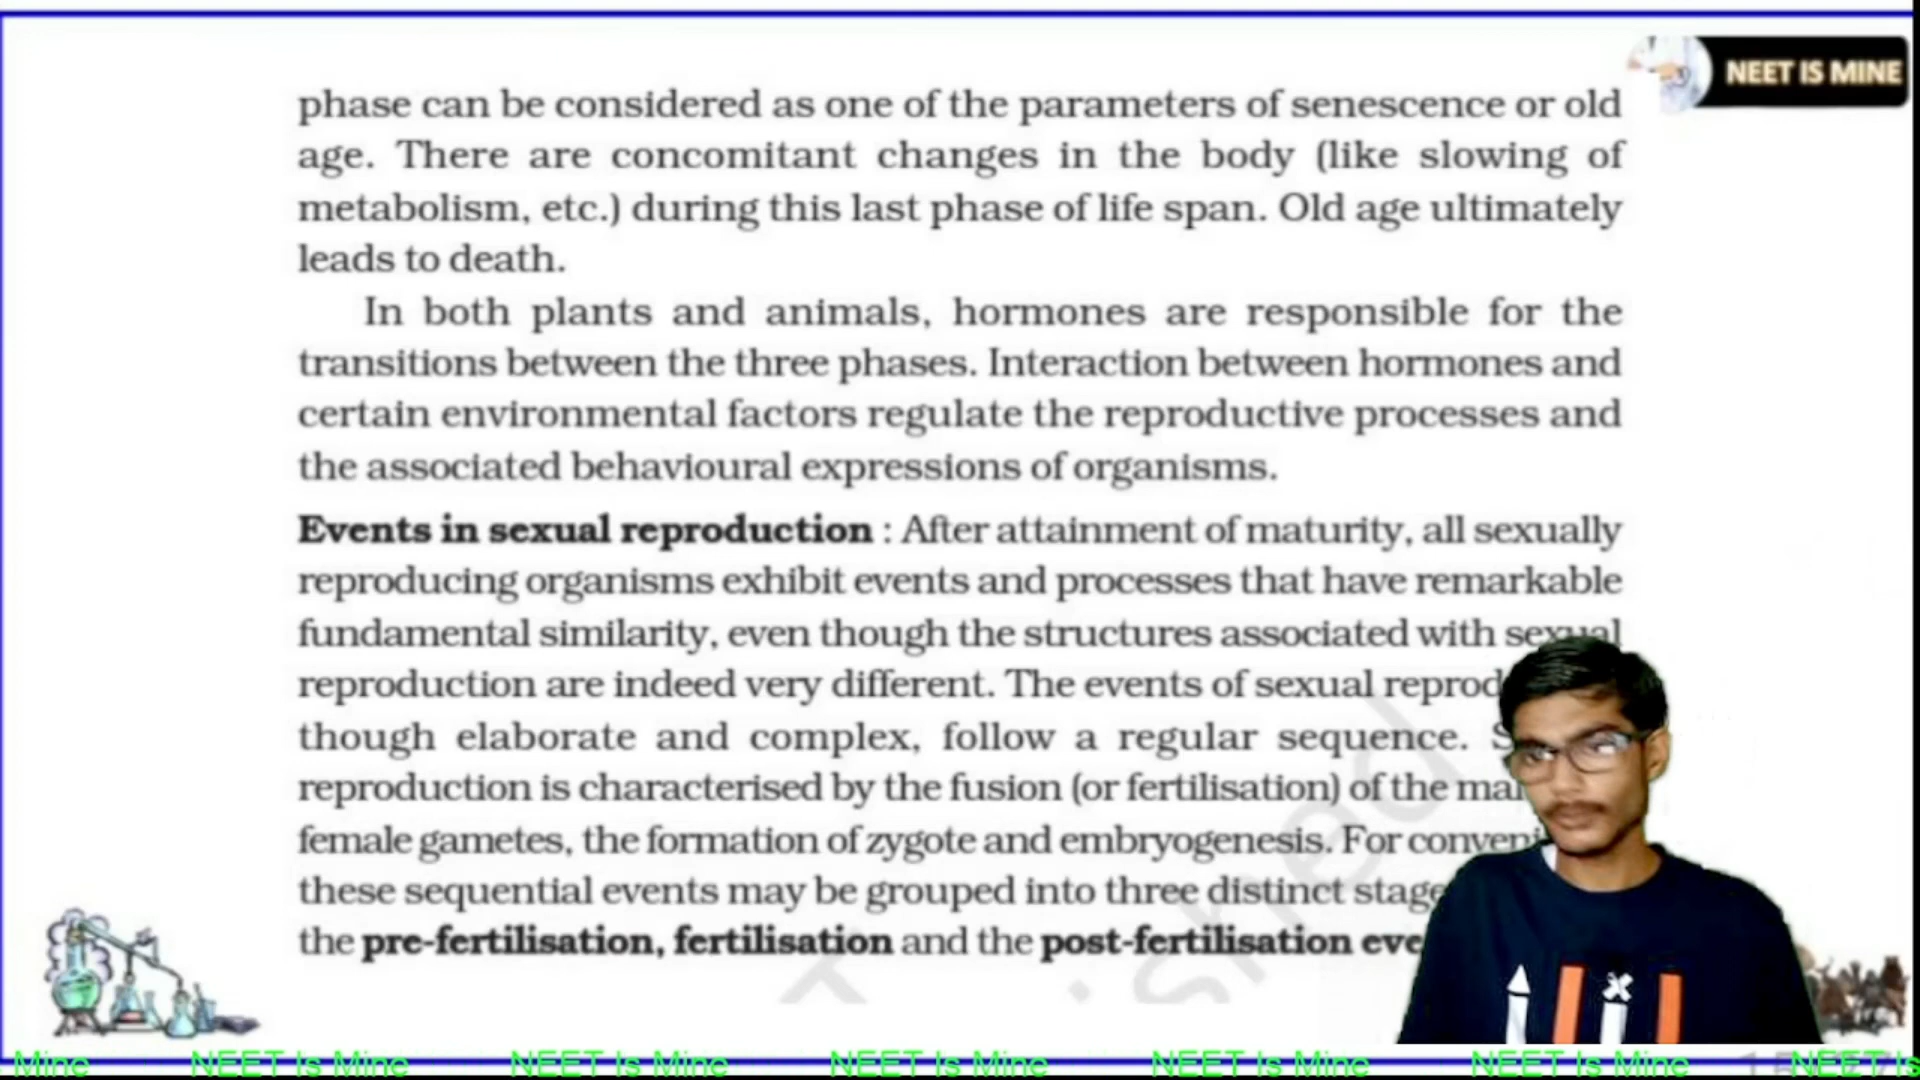 NEET IS MINE
phase can be considered as one of the parameters of senescence or old
age. There are concomitant changes in the body (like slowing of
metabolism, etc.) during this last phase of life span. Old age ultimately
leads to death.
In both plants and animals, hormones are responsible for the
transitions between the three phases. Interaction between hormones and
certain environmental factors regulate the reproductive processes and
the associated behavioural expressions of organisms.
Events in sexual reproduction : After attainment of maturity, all sexually
reproducing organisms exhibit events and processes that have remarkable
fundamental similarity, even though the structures associated with sexual
reproduction are indeed very different. The events of sexual
though elaborate and complex, follow a regular sequence.
reproduction is characterised by the fusion (or fertilisation) of the
female gametes, the formation of zygote and embryogenesis. For
these sequential events may be grouped into three distinct
the pre-fertilisation, fertilisation and the post-fertilisation
Mine NEET Is Mine NEET Is Mine NEET Is Mine NEET Is Mine NEET Is Mine NEET Is